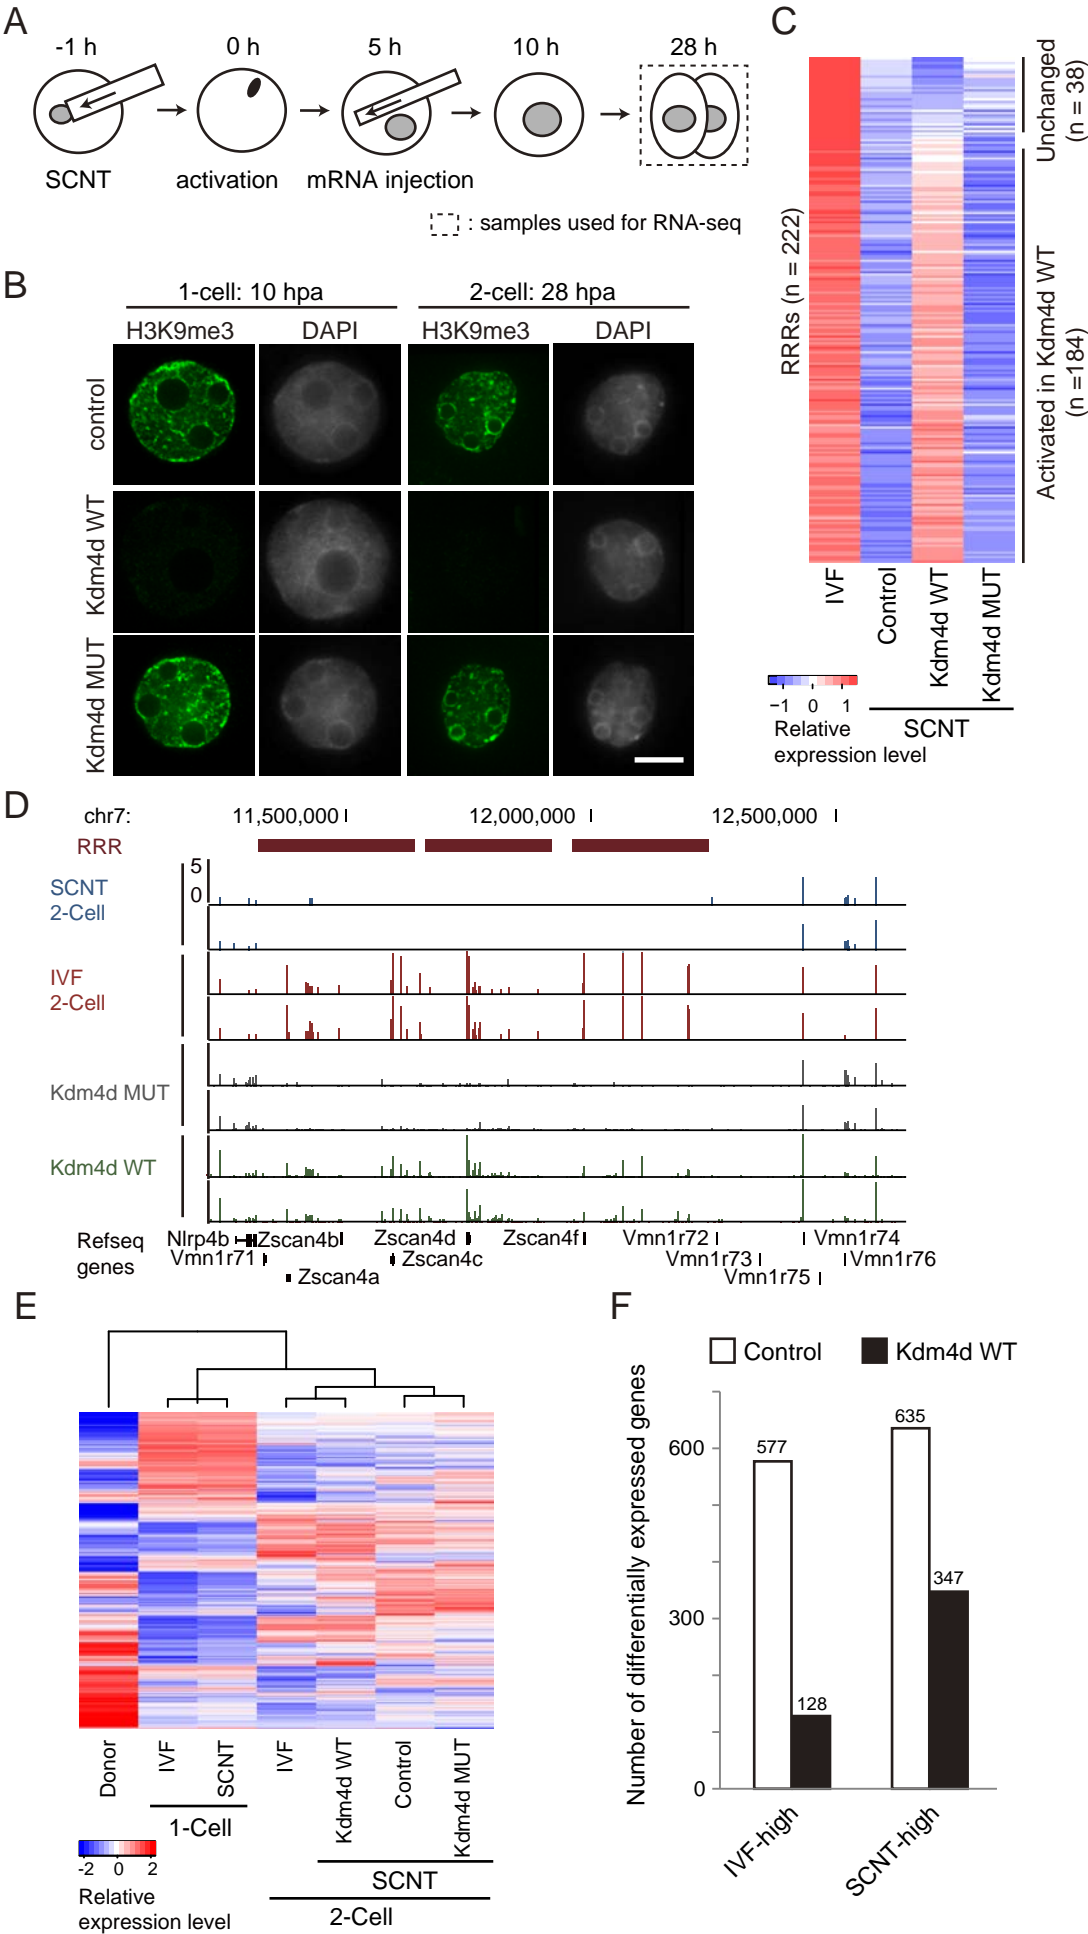 A
-1 h
0 h
5 h
10 h
28 h
SCNT
activation
mRNA injection
: samples used for RNA-seq
B
1-cell: 10 hpa
2-cell: 28 hpa
H3K9me3
DAPI
H3K9me3
DAPI
control
Kdm4d WT
Kdm4d MUT
C
RRRs (n = 222)
Unchanged
(n = 38)
Activated in Kdm4d WT
(n =184)
IVF
Control
Kdm4d WT
Kdm4d MUT
SCNT
−1 0 1
Relative
expression level
D
chr7:
11,500,000
12,000,000
12,500,000
RRR
5
0
SCNT
2-Cell
IVF
2-Cell
Kdm4d MUT
Kdm4d WT
Refseq
genes
Nlrp4b
Zscan4b
Zscan4d
Zscan4f
Vmn1r72
Vmn1r74
Vmn1r71
Zscan4c
Vmn1r73
Vmn1r76
Zscan4a
Vmn1r75
E
Donor
IVF
SCNT
IVF
Kdm4d WT
Control
Kdm4d MUT
1-Cell
SCNT
2-Cell
-2 0 2
Relative
expression level
F
Control
Kdm4d WT
Number of differentially expressed genes
600
300
0
577
128
635
347
IVF-high
SCNT-high